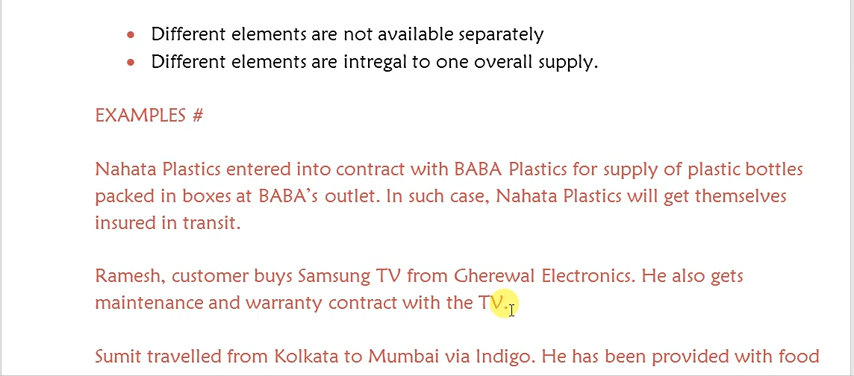 • Different elements are not available separately
• Different elements are intregal to one overall supply.
EXAMPLES #
Nahata Plastics entered into contract with BABA Plastics for supply of plastic bottles
packed in boxes at BABA's outlet. In such case, Nahata Plastics will get themselves
insured in transit.
Ramesh, customer buys Samsung TV from Gherewal Electronics. He also gets
maintenance and warranty contract with the TV.
Sumit travelled from Kolkata to Mumbai via Indigo. He has been provided with food